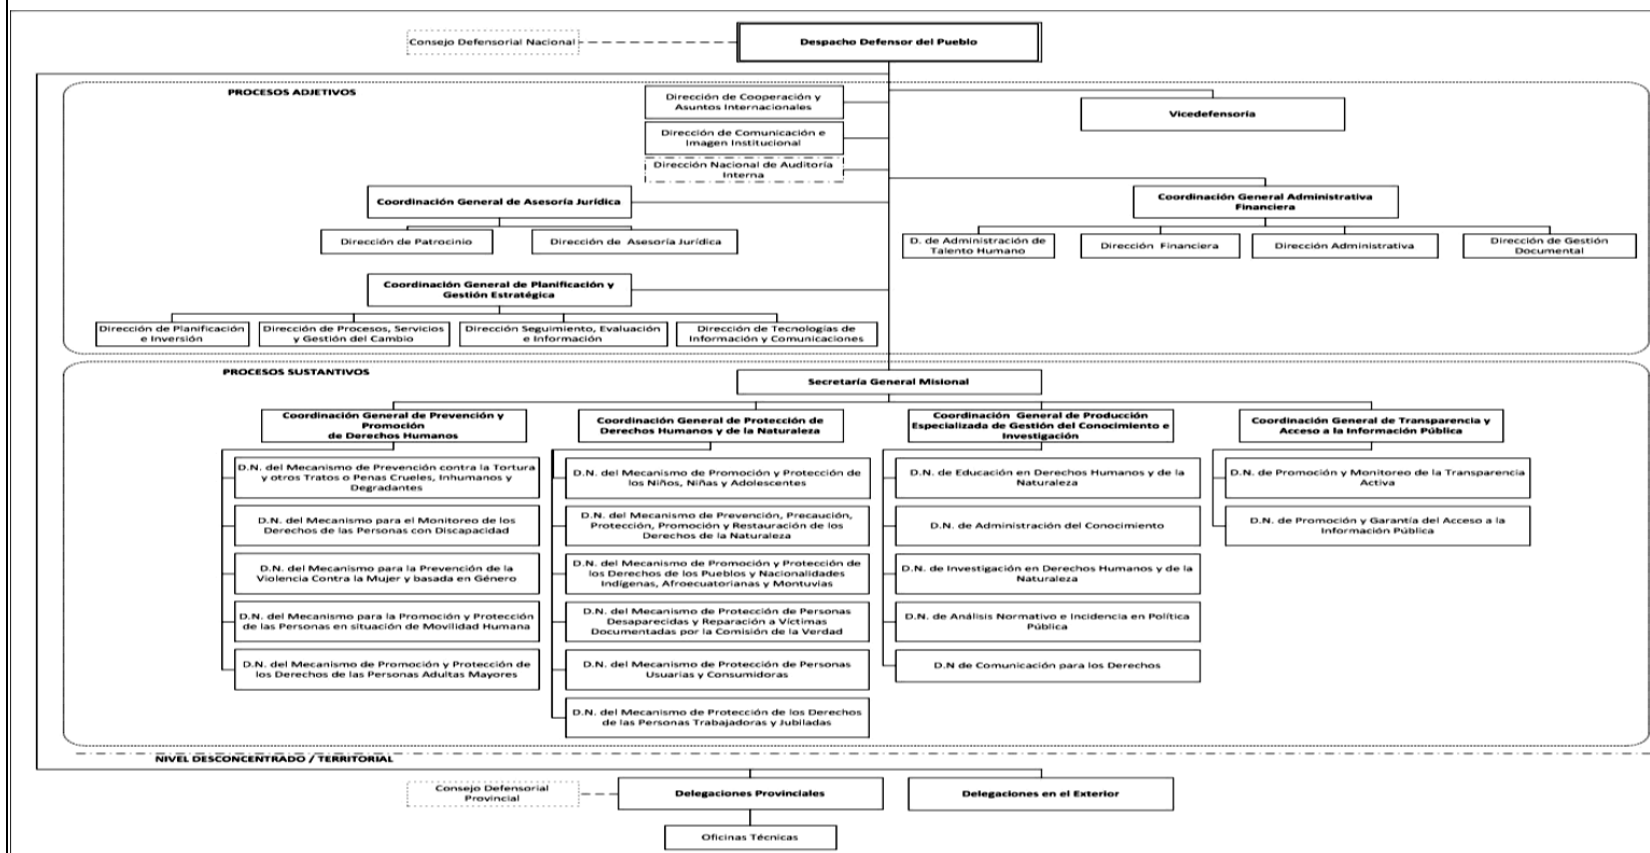 Consejo Defensorial Nacional
Despacho Defensor del Pueblo
PROCESOS ADJETIVOS
Dirección de Cooperación y
Asuntos Internacionales
Vicedefensoría
Dirección de Comunicación e
Imagen Institucional
Dirección Nacional de Auditoría
Interna
Coordinación General de Asesoría Jurídica
Coordinación General Administrativa
Financiera
Dirección de Patrocinio
Dirección de Asesoría Jurídica
D. de Administración de
Talento Humano
Dirección Financiera
Dirección Administrativa
Dirección de Gestión
Documental
Coordinación General de Planificación y
Gestión Estratégica
Dirección de Planificación
e Inversión
Dirección de Procesos, Servicios
y Gestión del Cambio
Dirección Seguimiento, Evaluación
e Información
Dirección de Tecnologías de
Información y Comunicaciones
PROCESOS SUSTANTIVOS
Secretaría General Misional
Coordinación General de Prevención y
Promoción
de Derechos Humanos
Coordinación General de Protección de
Derechos Humanos y de la Naturaleza
Coordinación General de Producción
Especializada de Gestión del Conocimiento e
Investigación
Coordinación General de Transparencia y
Acceso a la Información Pública
D.N. del Mecanismo de Prevención contra la Tortura
y otros Tratos o Penas Crueles, Inhumanos y
Degradantes
D.N. del Mecanismo para el Monitoreo de los
Derechos de las Personas con Discapacidad
D.N. del Mecanismo para la Prevención de la
Violencia Contra la Mujer y basada en Género
D.N. del Mecanismo para la Promoción y Protección
de las Personas en situación de Movilidad Humana
D.N. del Mecanismo de Promoción y Protección de
los Derechos de las Personas Adultas Mayores
D.N. del Mecanismo de Promoción y Protección de
los Niños, Niñas y Adolescentes
D.N. del Mecanismo de Prevención, Precaución,
Protección, Promoción y Restauración de los
Derechos de la Naturaleza
D.N. del Mecanismo de Promoción y Protección de
los Derechos de los Pueblos y Nacionalidades
Indígenas, Afroecuatorianas y Montuvias
D.N. del Mecanismo de Protección de Personas
Desaparecidas y Reparación a Víctimas
Documentadas por la Comisión de la Verdad
D.N. del Mecanismo de Protección de Personas
Usuarias y Consumidoras
D.N. del Mecanismo de Protección de los Derechos
de las Personas Trabajadoras y Jubiladas
D.N. de Educación en Derechos Humanos y de la
Naturaleza
D.N. de Administración del Conocimiento
D.N. de Investigación en Derechos Humanos y de la
Naturaleza
D.N. de Análisis Normativo e Incidencia en Política
Pública
D.N de Comunicación para los Derechos
D.N. de Promoción y Monitoreo de la Transparencia
Activa
D.N. de Promoción y Garantía del Acceso a la
Información Pública
NIVEL DESCONCENTRADO / TERRITORIAL
Consejo Defensorial
Provincial
Delegaciones Provinciales
Delegaciones en el Exterior
Oficinas Técnicas